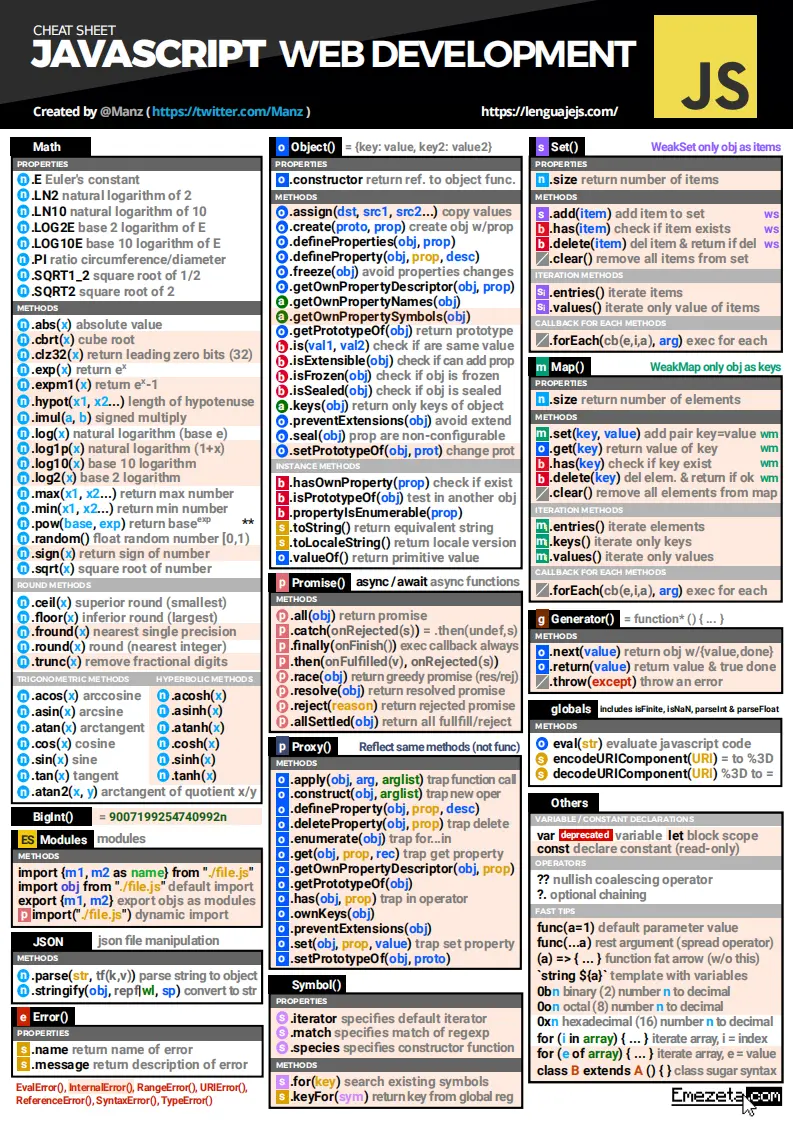 CHEAT SHEET
JAVASCRIPT WEB DEVELOPMENT
JS
Created by @Manz ( https://twitter.com/Manz )
https://lenguajejs.com/
Math
PROPERTIES
n .E Euler's constant
n .LN2 natural logarithm of 2
n .LN10 natural logarithm of 10
n .LOG2E base 2 logarithm of E
n .LOG10E base 10 logarithm of E
n .PI ratio circumference/diameter
n .SQRT1_2 square root of 1/2
n .SQRT2 square root of 2
METHODS
n .abs(x) absolute value
n .cbrt(x) cube root
n .clz32(x) return leading zero bits (32)
n .exp(x) return eˣ
n .expm1(x) return eˣ-1
n .hypot(x1, x2...) length of hypotenuse
n .imul(a, b) signed multiply
n .log(x) natural logarithm (base e)
n .log1p(x) natural logarithm (1+x)
n .log10(x) base 10 logarithm
n .log2(x) base 2 logarithm
n .max(x1, x2...) return max number
n .min(x1, x2...) return min number
n .pow(base, exp) return baseᵉˣᵖ **
n .random() float random number [0,1)
n .sign(x) return sign of number
n .sqrt(x) square root of number
ROUND METHODS
n .ceil(x) superior round (smallest)
n .floor(x) inferior round (largest)
n .fround(x) nearest single precision
n .round(x) round (nearest integer)
n .trunc(x) remove fractional digits
TRIGONOMETRIC METHODS
n .acos(x) arccosine
n .asin(x) arcsine
n .atan(x) arctangent
n .cos(x) cosine
n .sin(x) sine
n .tan(x) tangent
n .atan2(x, y) arctangent of quotient x/y
HYPERBOLIC METHODS
n .acosh(x)
n .asinh(x)
n .atanh(x)
n .cosh(x)
n .sinh(x)
n .tanh(x)
BigInt() = 9007199254740992n
ES Modules modules
METHODS
import {m1, m2 as name} from "./file.js"
import obj from "./file.js" default import
export {m1, m2} export objs as modules
p import("./file.js") dynamic import
JSON json file manipulation
METHODS
n .parse(str, tf(k,v)) parse string to object
n .stringify(obj, repf|wl, sp) convert to str
e Error()
PROPERTIES
s .name return name of error
s .message return description of error
EvalError(), InternalError(), RangeError(), URIError(),
ReferenceError(), SyntaxError(), TypeError()
o Object() = {key: value, key2: value2}
PROPERTIES
o .constructor return ref. to object func.
METHODS
o .assign(dst, src1, src2...) copy values
o .create(proto, prop) create obj w/prop
o .defineProperties(obj, prop)
o .defineProperty(obj, prop, desc)
o .freeze(obj) avoid properties changes
o .getOwnPropertyDescriptor(obj, prop)
a .getOwnPropertyNames(obj)
a .getOwnPropertySymbols(obj)
o .getPrototypeOf(obj) return prototype
b .is(val1, val2) check if are same value
b .isExtensible(obj) check if can add prop
b .isFrozen(obj) check if obj is frozen
b .isSealed(obj) check if obj is sealed
a .keys(obj) return only keys of object
o .preventExtensions(obj) avoid extend
o .seal(obj) prop are non-configurable
o .setPrototypeOf(obj, prot) change prot
INSTANCE METHODS
b .hasOwnProperty(prop) check if exist
b .isPrototypeOf(obj) test in another obj
b .propertyIsEnumerable(prop)
s .toString() return equivalent string
s .toLocaleString() return locale version
o .valueOf() return primitive value
p Promise() async / await async functions
METHODS
p .all(obj) return promise
p .catch(onRejected(s)) = .then(undef,s)
p .finally(onFinish()) exec callback always
p .then(onFulfilled(v), onRejected(s))
p .race(obj) return greedy promise (res/rej)
p .resolve(obj) return resolved promise
p .reject(reason) return rejected promise
p .allSettled(obj) return all fullfill/reject
p Proxy() Reflect same methods (not func)
METHODS
o .apply(obj, arg, arglist) trap function call
o .construct(obj, arglist) trap new oper
o .defineProperty(obj, prop, desc)
o .deleteProperty(obj, prop) trap delete
o .enumerate(obj) trap for...in
o .get(obj, prop, rec) trap get property
o .getOwnPropertyDescriptor(obj, prop)
o .getPrototypeOf(obj)
o .has(obj, prop) trap in operator
o .ownKeys(obj)
o .preventExtensions(obj)
o .set(obj, prop, value) trap set property
o .setPrototypeOf(obj, proto)
Symbol()
PROPERTIES
s .iterator specifies default iterator
s .match specifies match of regexp
s .species specifies constructor function
METHODS
s .for(key) search existing symbols
s .keyFor(sym) return key from global reg
s Set() WeakSet only obj as items
PROPERTIES
n .size return number of items
METHODS
s .add(item) add item to set ws
b .has(item) check if item exists ws
b .delete(item) del item & return if del ws
.clear() remove all items from set
ITERATION METHODS
si .entries() iterate items
si .values() iterate only value of items
CALLBACK FOR EACH METHODS
.forEach(cb(e,i,a), arg) exec for each
m Map() WeakMap only obj as keys
PROPERTIES
n .size return number of elements
METHODS
m .set(key, value) add pair key=value wm
o .get(key) return value of key wm
b .has(key) check if key exist wm
b .delete(key) del elem. & return if ok wm
.clear() remove all elements from map
ITERATION METHODS
m .entries() iterate elements
m .keys() iterate only keys
m .values() iterate only values
CALLBACK FOR EACH METHODS
.forEach(cb(e,i,a), arg) exec for each
g Generator() = function* () { ... }
METHODS
o .next(value) return obj w/{value,done}
o .return(value) return value & true done
.throw(except) throw an error
globals includes isFinite, isNaN, parseInt & parseFloat
METHODS
o eval(str) evaluate javascript code
s encodeURIComponent(URI) = to %3D
s decodeURIComponent(URI) %3D to =
Others
VARIABLE / CONSTANT DECLARATIONS
var deprecated variable let block scope
const declare constant (read-only)
OPERATORS
?? nullish coalescing operator
?. optional chaining
FAST TIPS
func(a=1) default parameter value
func(...a) rest argument (spread operator)
(a) => { ... } function fat arrow (w/o this)
`string ${a}` template with variables
0bn binary (2) number n to decimal
0on octal (8) number n to decimal
0xn hexadecimal (16) number n to decimal
for (i in array) { ... } iterate array, i = index
for (e of array) { ... } iterate array, e = value
class B extends A () { } class sugar syntax
Emezeta.com